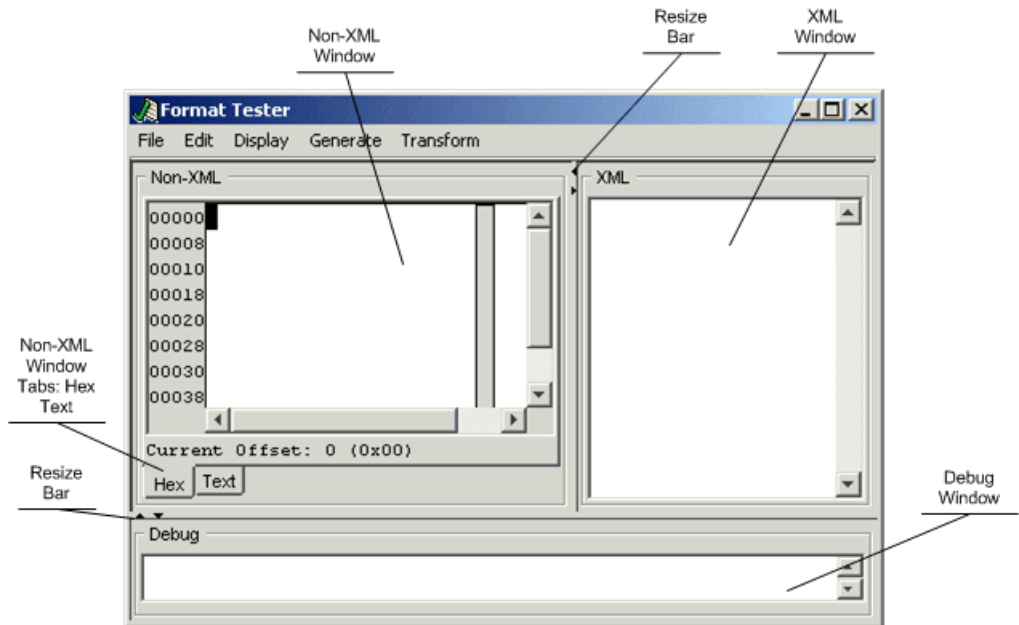 Non-XML
Window
Resize
Bar
XML
Window
Format Tester
File Edit Display Generate Transform
Non-XML
XML
00000
00008
00010
00018
00020
00028
00030
00038
Non-XML
Window
Tabs: Hex
Text
Current Offset: 0 (0x00)
Hex Text
Resize
Bar
Debug
Window
Debug